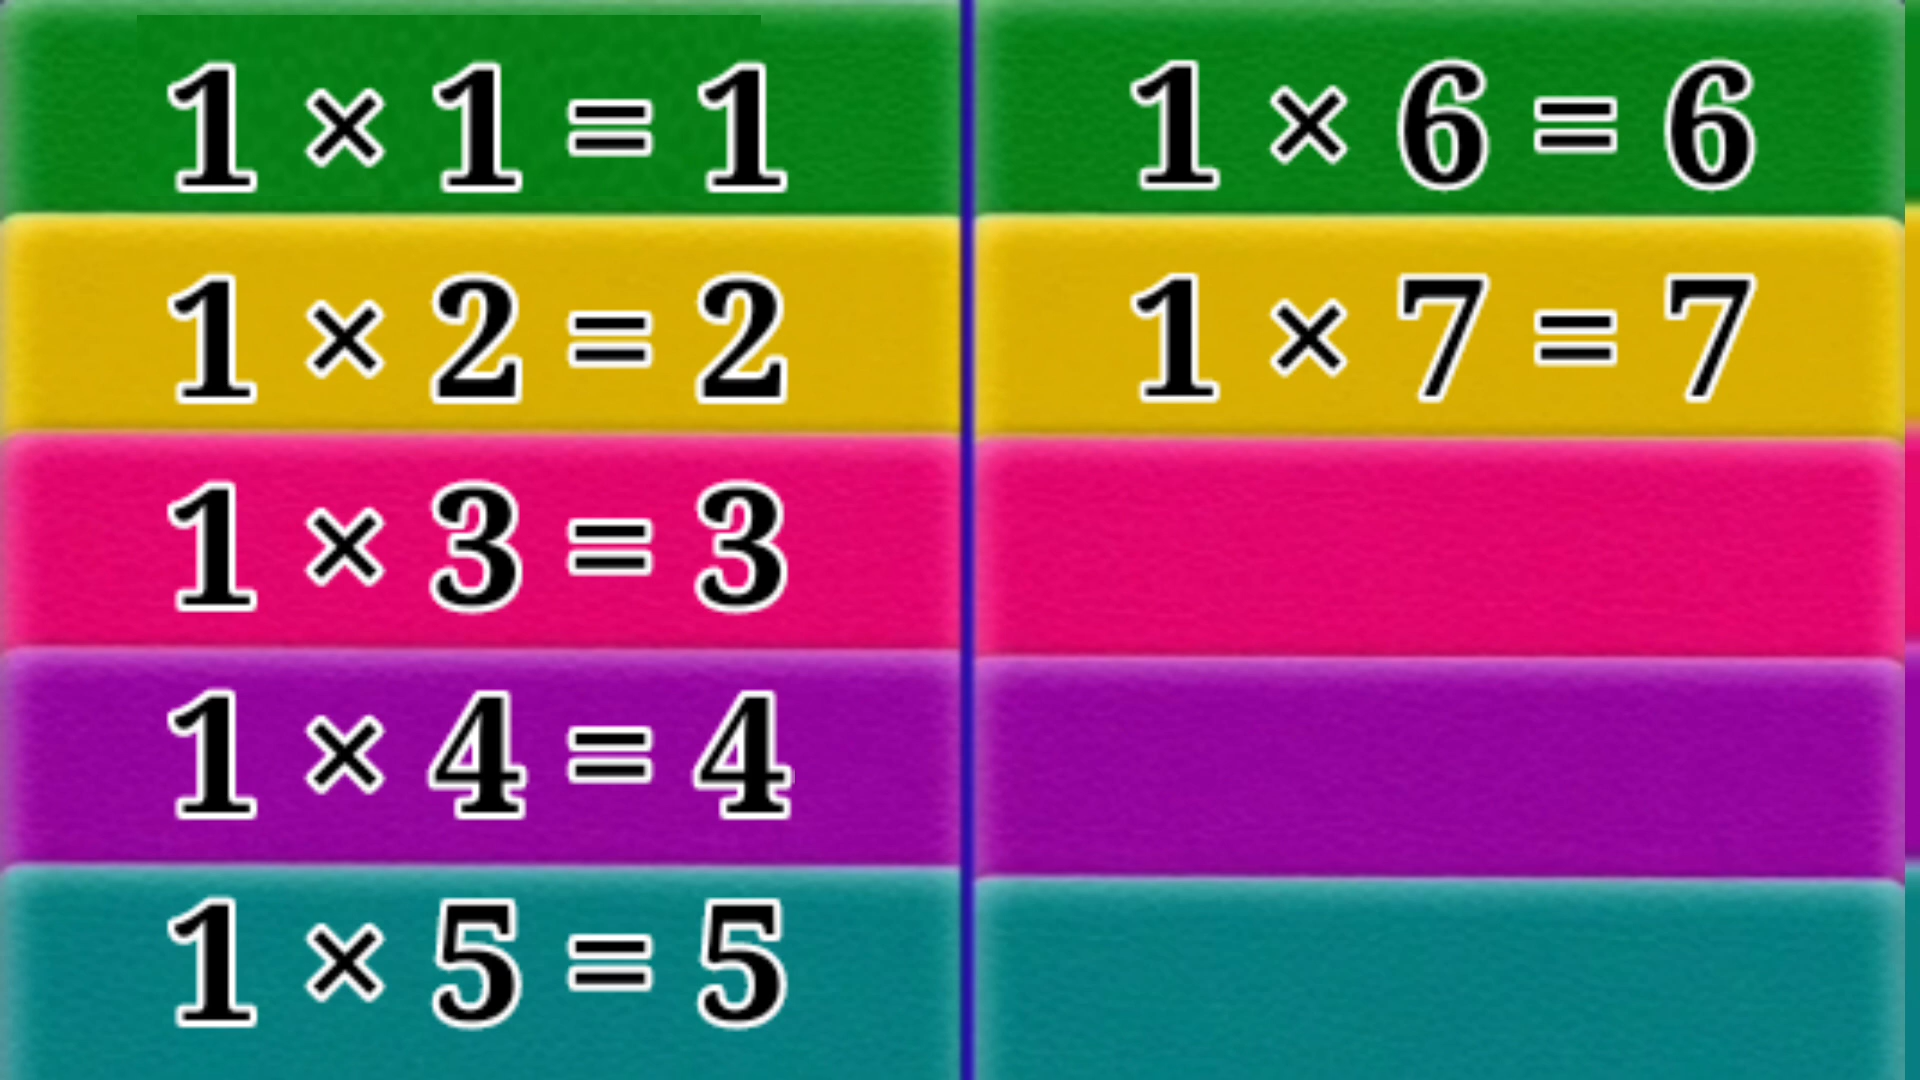 1 × 1 = 1
1 × 2 = 2
1 × 3 = 3
1 × 4 = 4
1 × 5 = 5
1 × 6 = 6
1 × 7 = 7